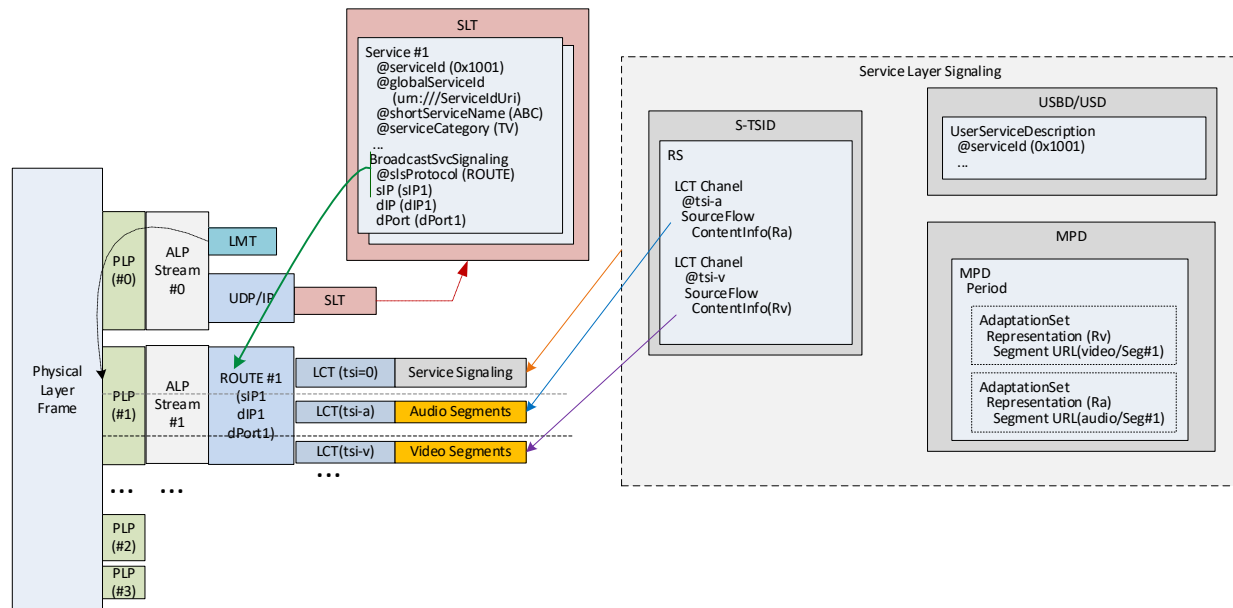 SLT
Service #1
@serviceId (0x1001)
@globalServiceId
(urn:///ServiceIdUri)
@shortServiceName (ABC)
@serviceCategory (TV)
...
BroadcastSvcSignaling
@slsProtocol (ROUTE)
sIP (sIP1)
dIP (dIP1)
dPort (dPort1)
Physical
Layer
Frame
PLP
(#0)
ALP
Stream
#0
LMT
UDP/IP
SLT
PLP
(#1)
ALP
Stream
#1
ROUTE #1
(sIP1
dIP1
dPort1)
LCT (tsi=0)
Service Signaling
LCT(tsi-a)
Audio Segments
LCT(tsi-v)
Video Segments
...
...
...
PLP
(#2)
PLP
(#3)
Service Layer Signaling
S-TSID
RS
LCT Chanel
@tsi-a
SourceFlow
ContentInfo(Ra)
LCT Chanel
@tsi-v
SourceFlow
ContentInfo(Rv)
USBD/USD
UserServiceDescription
@serviceId (0x1001)
...
MPD
MPD
Period
AdaptationSet
Representation (Rv)
Segment URL(video/Seg#1)
AdaptationSet
Representation (Ra)
Segment URL(audio/Seg#1)